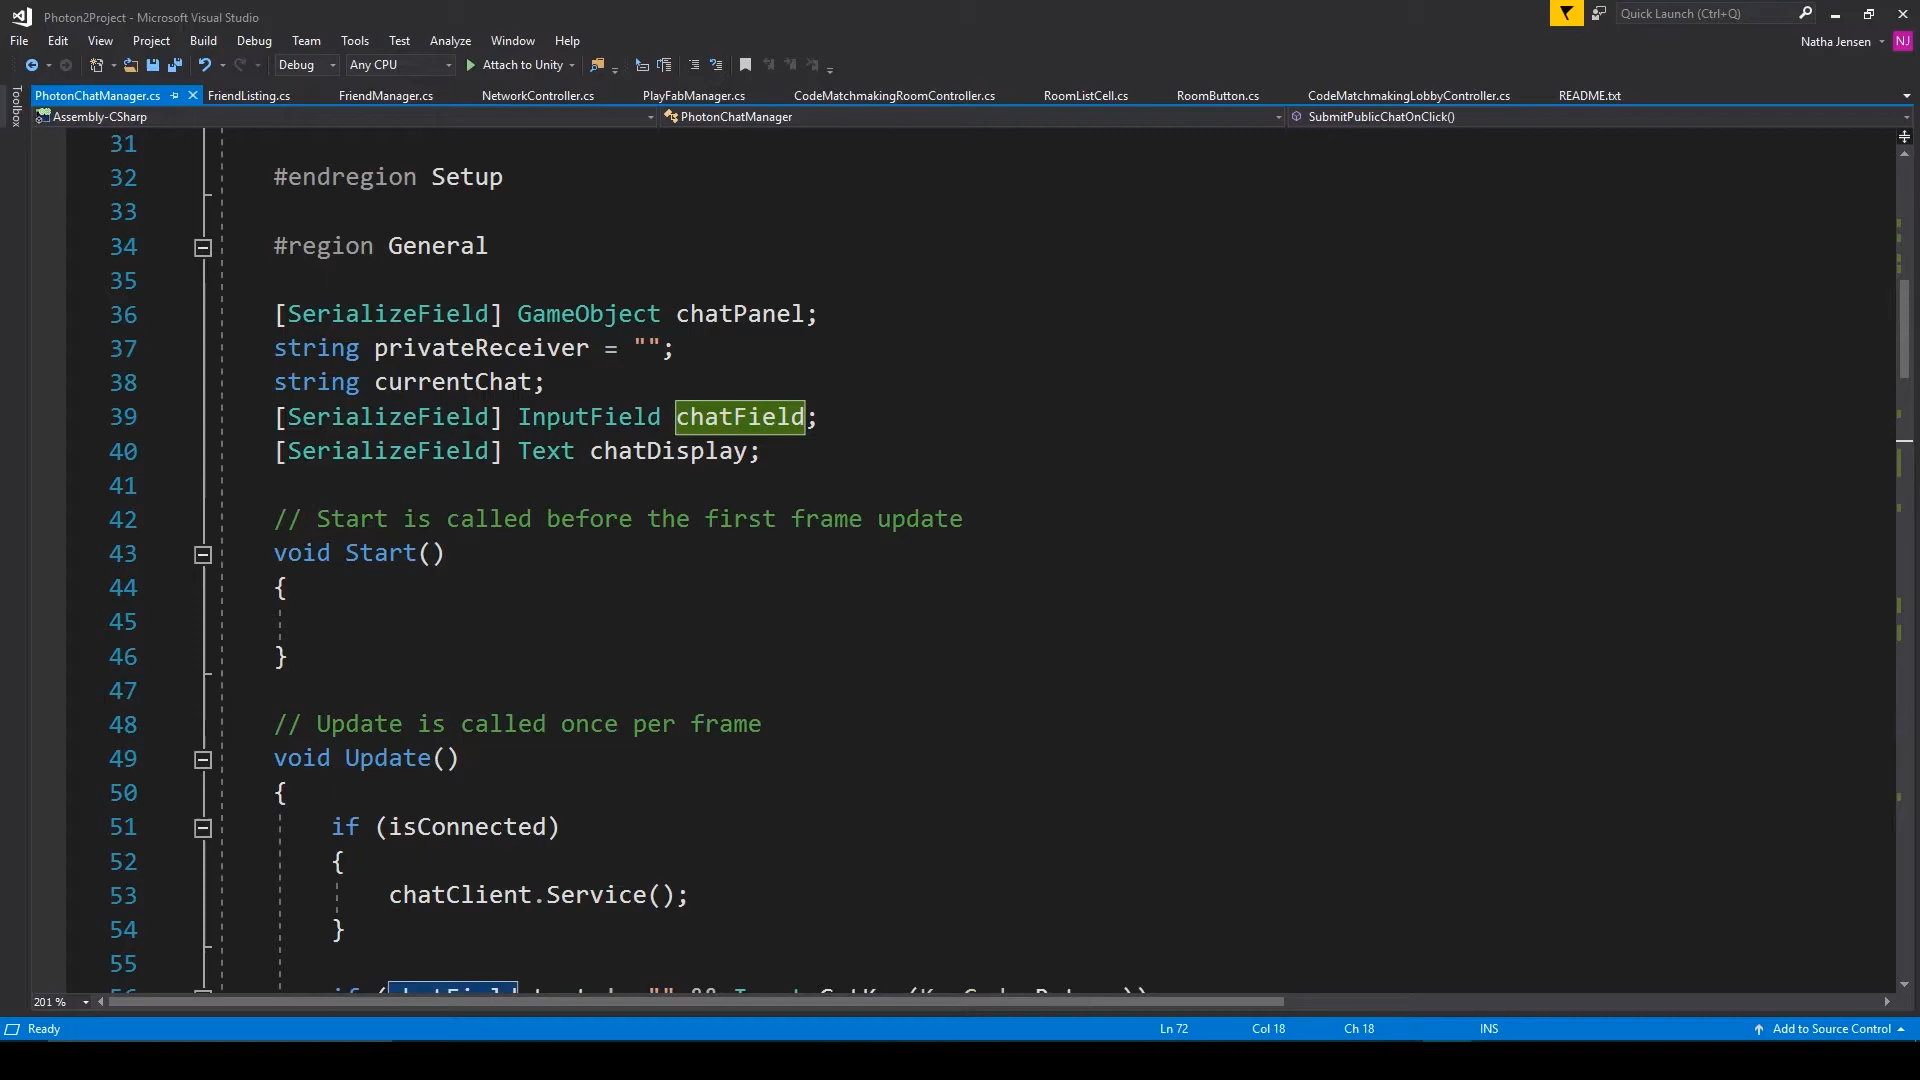 Photon2Project - Microsoft Visual Studio
Quick Launch (Ctrl+Q)
File Edit View Project Build Debug Team Tools Test Analyze Window Help
Natha Jensen NJ
Debug Any CPU Attach to Unity
Toolbox
PhotonChatManager.cs FriendListing.cs FriendManager.cs NetworkController.cs PlayFabManager.cs CodeMatchmakingRoomController.cs RoomListCell.cs RoomButton.cs CodeMatchmakingLobbyController.cs README.txt
Assembly-CSharp PhotonChatManager SubmitPublicChatOnClick()
31
32 #endregion Setup
33
34 #region General
35
36 [SerializeField] GameObject chatPanel;
37 string privateReceiver = "";
38 string currentChat;
39 [SerializeField] InputField chatField;
40 [SerializeField] Text chatDisplay;
41
42 // Start is called before the first frame update
43 void Start()
44 {
45
46 }
47
48 // Update is called once per frame
49 void Update()
50 {
51 if (isConnected)
52 {
53 chatClient.Service();
54 }
55
201 %
Ready Ln 72 Col 18 Ch 18 INS Add to Source Control